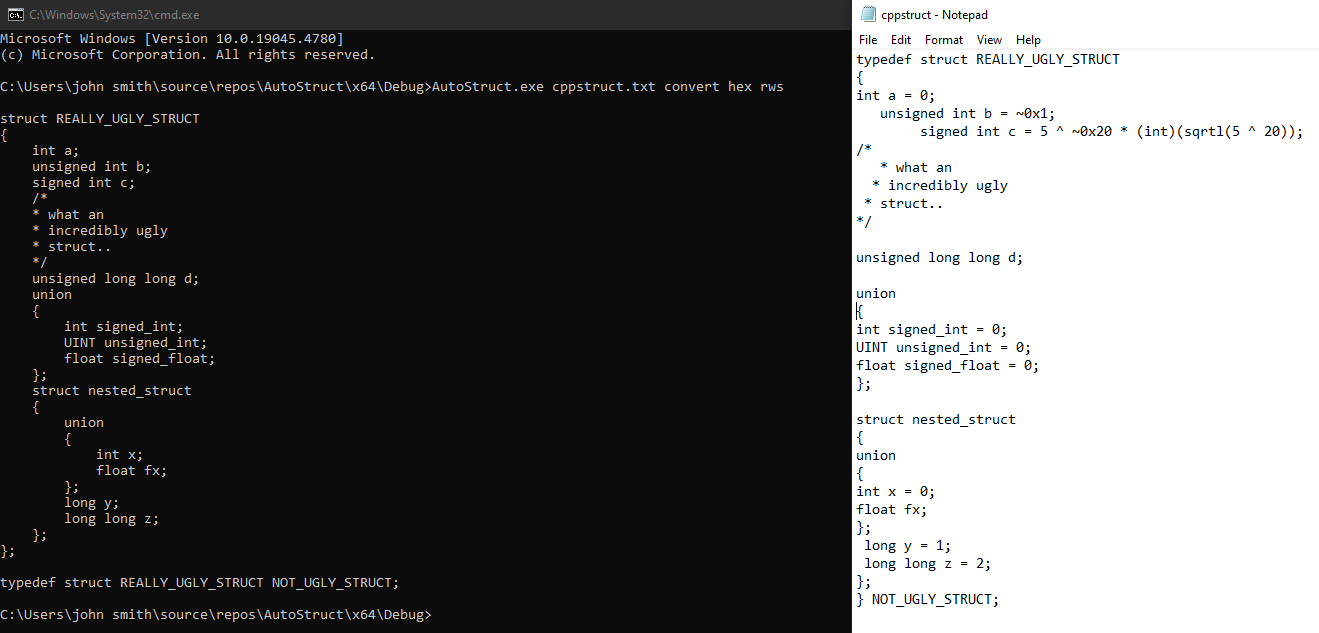 C:\Windows\System32\cmd.exe
Microsoft Windows [Version 10.0.19045.4780]
(c) Microsoft Corporation. All rights reserved.
C:\Users\john smith\source\repos\AutoStruct\x64\Debug>AutoStruct.exe cppstruct.txt convert hex rws
struct REALLY_UGLY_STRUCT
{
    int a;
    unsigned int b;
    signed int c;
    /*
    * what an
    * incredibly ugly
    * struct..
    */
    unsigned long long d;
    union
    {
        int signed_int;
        UINT unsigned_int;
        float signed_float;
    };
    struct nested_struct
    {
        union
        {
            int x;
            float fx;
        };
        long y;
        long long z;
    };
};
typedef struct REALLY_UGLY_STRUCT NOT_UGLY_STRUCT;
C:\Users\john smith\source\repos\AutoStruct\x64\Debug>
cppstruct - Notepad
File Edit Format View Help
typedef struct REALLY_UGLY_STRUCT
{
int a = 0;
   unsigned int b = ~0x1;
        signed int c = 5 ^ ~0x20 * (int)(sqrtl(5 ^ 20));
/*
   * what an
  * incredibly ugly
 * struct..
*/
unsigned long long d;
union
{
int signed_int = 0;
UINT unsigned_int = 0;
float signed_float = 0;
};
struct nested_struct
{
union
{
int x = 0;
float fx;
};
 long y = 1;
 long long z = 2;
};
} NOT_UGLY_STRUCT;